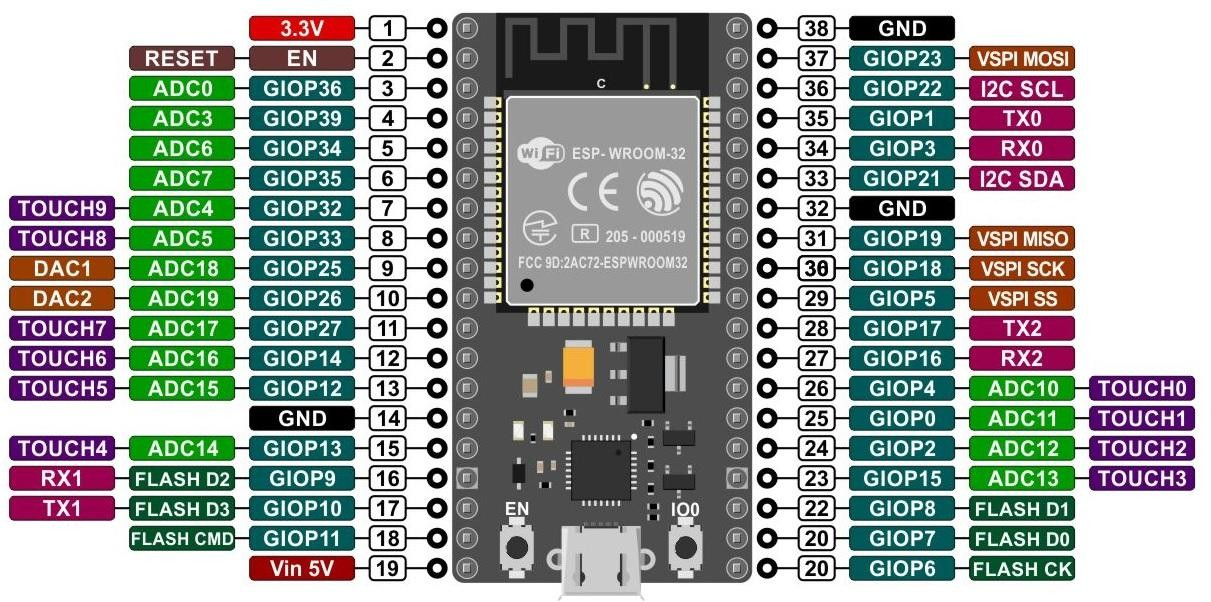 3.3V 1 38 GND
RESET EN 2 37 GIOP23 VSPI MOSI
ADC0 GIOP36 3 36 GIOP22 I2C SCL
C
ADC3 GIOP39 4 35 GIOP1 TX0
ADC6 GIOP34 5 WiFi ESP-WROOM-32 34 GIOP3 RX0
ADC7 GIOP35 6 CE 33 GIOP21 I2C SDA
TOUCH9 ADC4 GIOP32 7 32 GND
TOUCH8 ADC5 GIOP33 8 R 205-000519 31 GIOP19 VSPI MISO
DAC1 ADC18 GIOP25 9 FCC 9D:2AC72-ESPWROOM32 30 GIOP18 VSPI SCK
DAC2 ADC19 GIOP26 10 29 GIOP5 VSPI SS
TOUCH7 ADC17 GIOP27 11 28 GIOP17 TX2
TOUCH6 ADC16 GIOP14 12 27 GIOP16 RX2
TOUCH5 ADC15 GIOP12 13 26 GIOP4 ADC10 TOUCH0
GND 14 25 GIOP0 ADC11 TOUCH1
TOUCH4 ADC14 GIOP13 15 24 GIOP2 ADC12 TOUCH2
RX1 FLASH D2 GIOP9 16 23 GIOP15 ADC13 TOUCH3
TX1 FLASH D3 GIOP10 17 EN IO0 22 GIOP8 FLASH D1
FLASH CMD GIOP11 18 20 GIOP7 FLASH D0
Vin 5V 19 20 GIOP6 FLASH CK